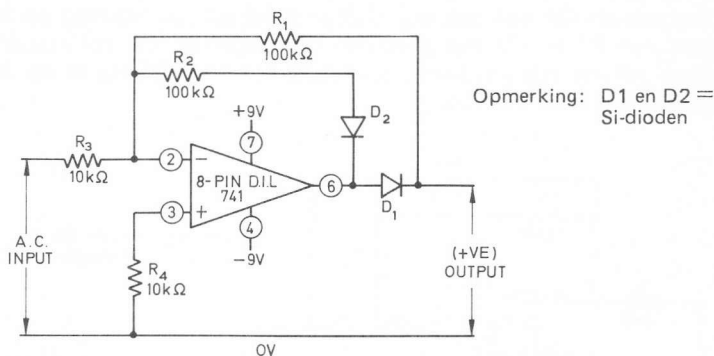 R₁
100kΩ
R₂
100kΩ
Opmerking: D1 en D2 =
Si-dioden
+9V
D₂
7
R₃
10kΩ
2 −
8-PIN D.I.L
741
6
D₁
3 +
4
−9V
A.C.
INPUT
R₄
10kΩ
(+VE)
OUTPUT
0V